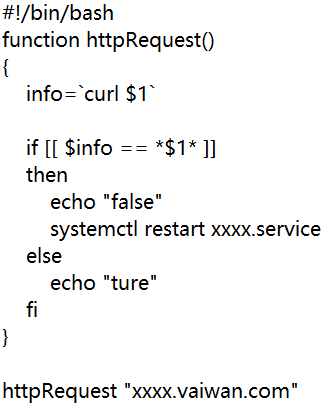 #!/bin/bash
function httpRequest()
{
info=`curl $1`
if [[ $info == *$1* ]]
then
echo "false"
systemctl restart xxxx.service
else
echo "ture"
fi
}
httpRequest "xxxx.vaiwan.com"